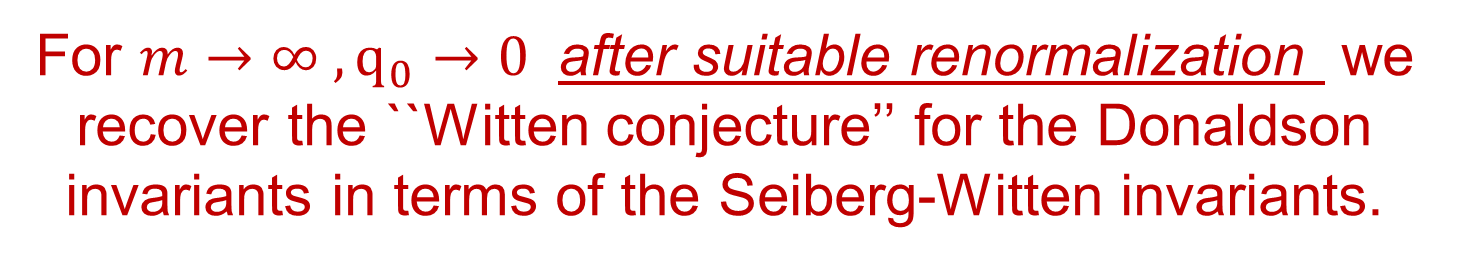 For m → ∞ , q₀ → 0 after suitable renormalization we
recover the ``Witten conjecture’’ for the Donaldson
invariants in terms of the Seiberg-Witten invariants.